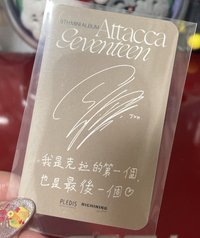 9TH MINI ALBUM
Attacca
Seventeen
我是克拉的第一個
也是最後一個♡
PLEDIS RICHINISG